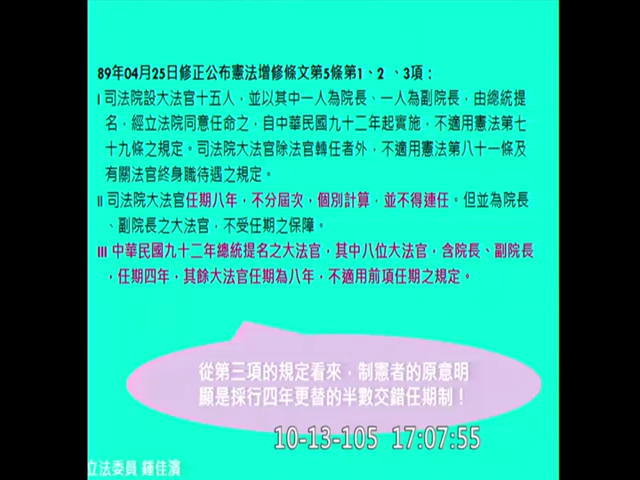 89年04月25日修正公布憲法增修條文第5條第1、2 、3項：
I 司法院設大法官十五人，並以其中一人為院長、一人為副院長，由總統提
名，經立法院同意任命之，自中華民國九十二年起實施，不適用憲法第七
十九條之規定。司法院大法官除法官轉任者外，不適用憲法第八十一條及
有關法官終身職待遇之規定。
II 司法院大法官任期八年，不分屆次，個別計算，並不得連任。但並為院長
、副院長之大法官，不受任期之保障。
III 中華民國九十二年總統提名之大法官，其中八位大法官，含院長、副院長
，任期四年，其餘大法官任期為八年，不適用前項任期之規定。
從第三項的規定看來，制憲者的原意明
顯是採行四年更替的半數交錯任期制！
10-13-105 17:07:55
立法委員 鍾佳濱